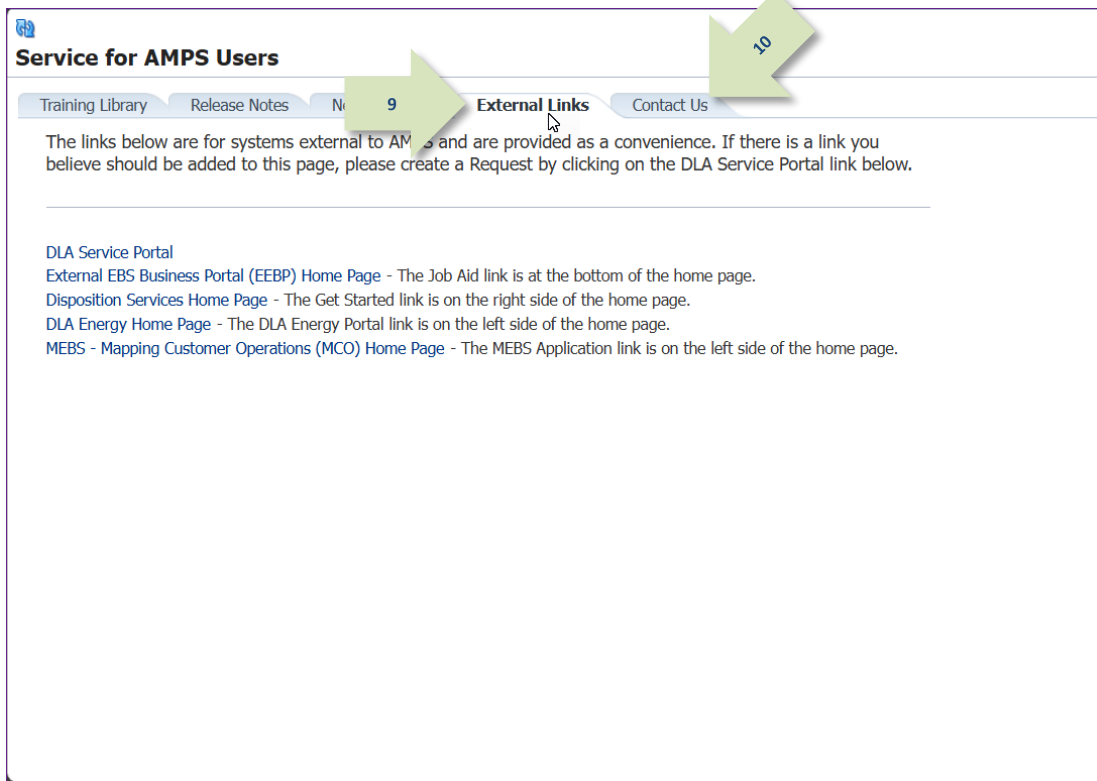 Service for AMPS Users
10
Training Library Release Notes 9 External Links Contact Us
The links below are for systems external to and are provided as a convenience. If there is a link you
believe should be added to this page, please create a Request by clicking on the DLA Service Portal link below.
DLA Service Portal
External EBS Business Portal (EEBP) Home Page - The Job Aid link is at the bottom of the home page.
Disposition Services Home Page - The Get Started link is on the right side of the home page.
DLA Energy Home Page - The DLA Energy Portal link is on the left side of the home page.
MEBS - Mapping Customer Operations (MCO) Home Page - The MEBS Application link is on the left side of the home page.